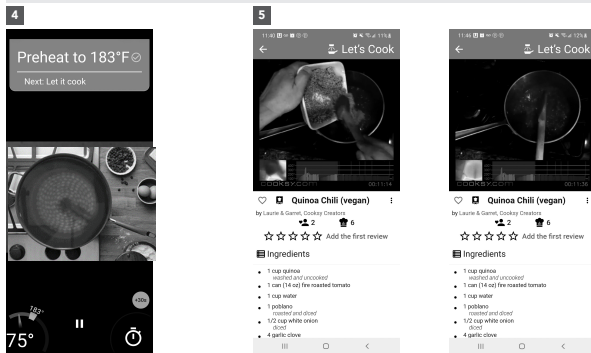 4
Preheat to 183°F
Next: Let it cook
183°
+30s
75°
5
11:40
11%
Let's Cook
COOKSY.COM
00:11:14
Quinoa Chili (vegan)
by Laurie & Garret, Cooksy Creators
2
6
Add the first review
Ingredients
1 cup quinoa
washed and uncooked
1 can (14 oz) fire roasted tomato
1 cup water
1 poblano
roasted and diced
1/2 cup white onion
diced
4 garlic clove
11:46
12%
Let's Cook
COOKSY.COM
00:11:36
Quinoa Chili (vegan)
by Laurie & Garret, Cooksy Creators
2
6
Add the first review
Ingredients
1 cup quinoa
washed and uncooked
1 can (14 oz) fire roasted tomato
1 cup water
1 poblano
roasted and diced
1/2 cup white onion
diced
4 garlic clove